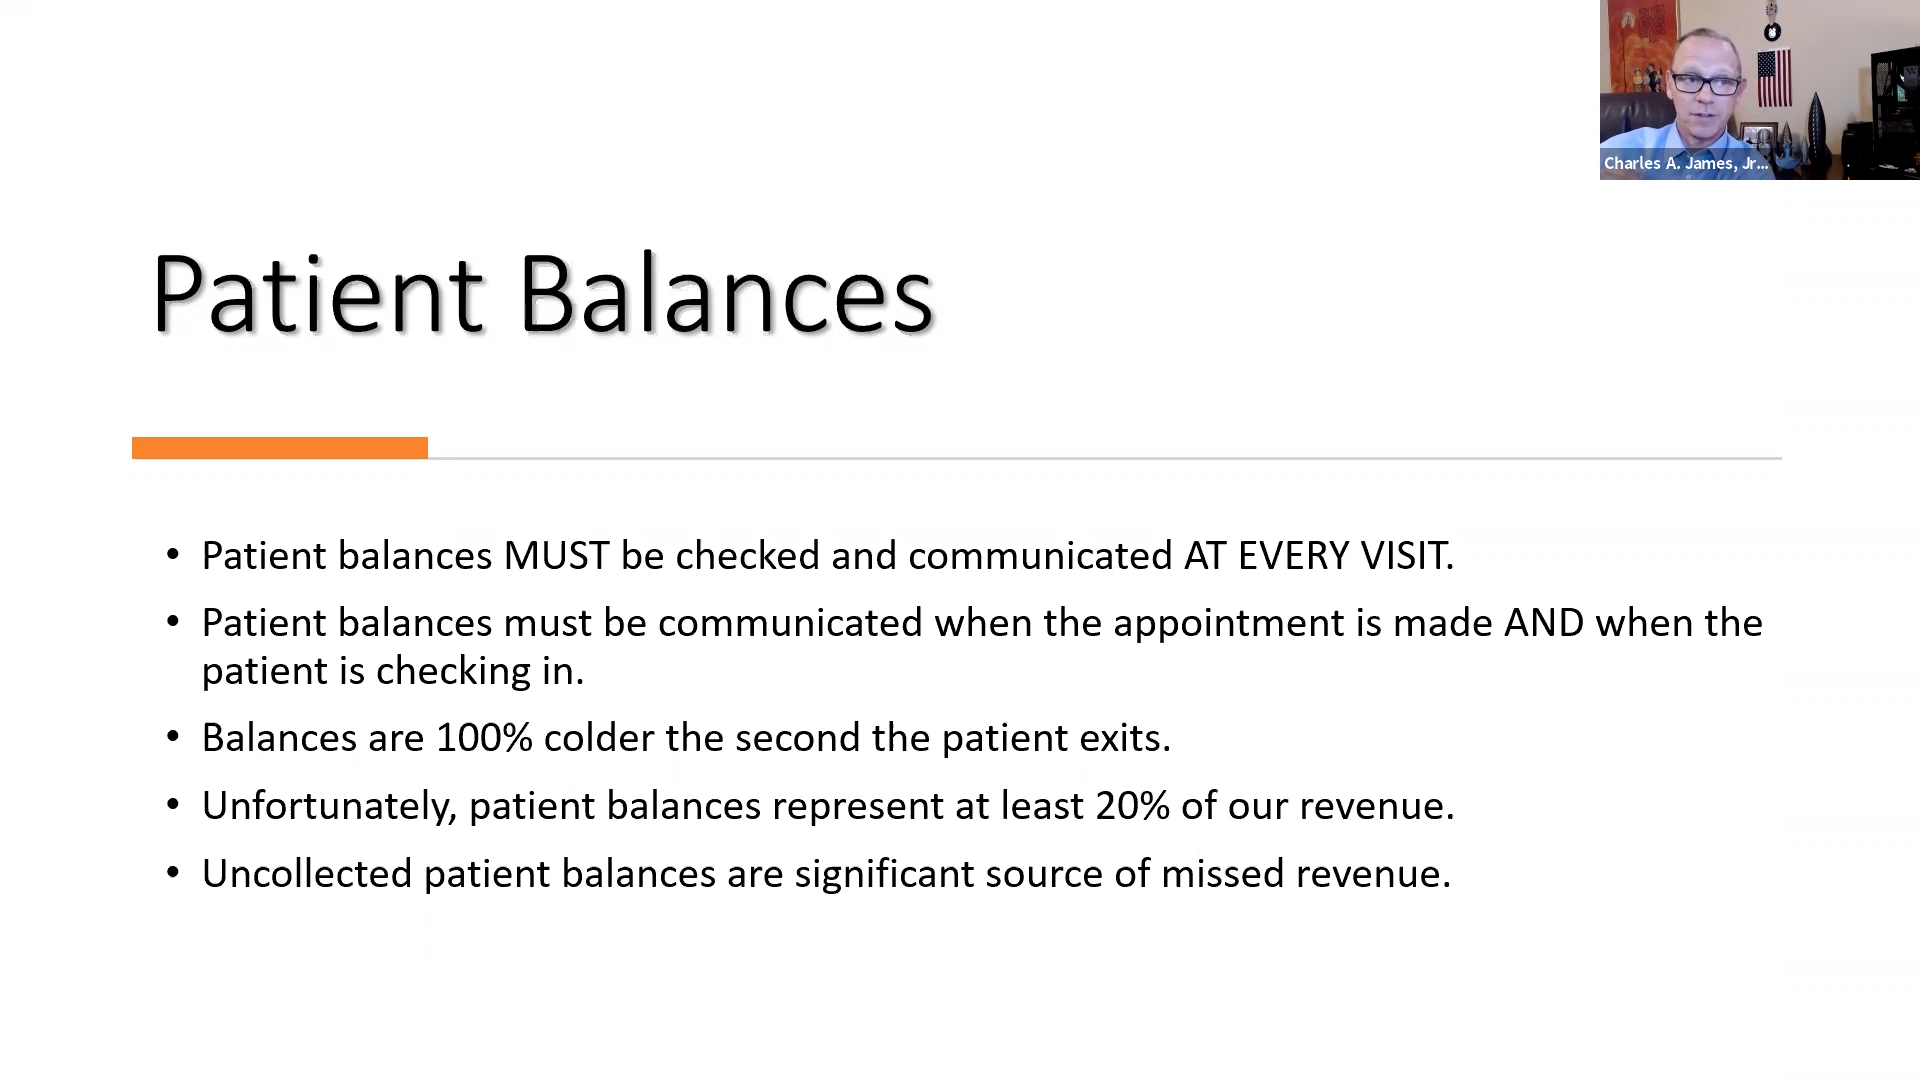 Charles A. James, Jr...
Patient Balances
• Patient balances MUST be checked and communicated AT EVERY VISIT.
• Patient balances must be communicated when the appointment is made AND when the
patient is checking in.
• Balances are 100% colder the second the patient exits.
• Unfortunately, patient balances represent at least 20% of our revenue.
• Uncollected patient balances are significant source of missed revenue.